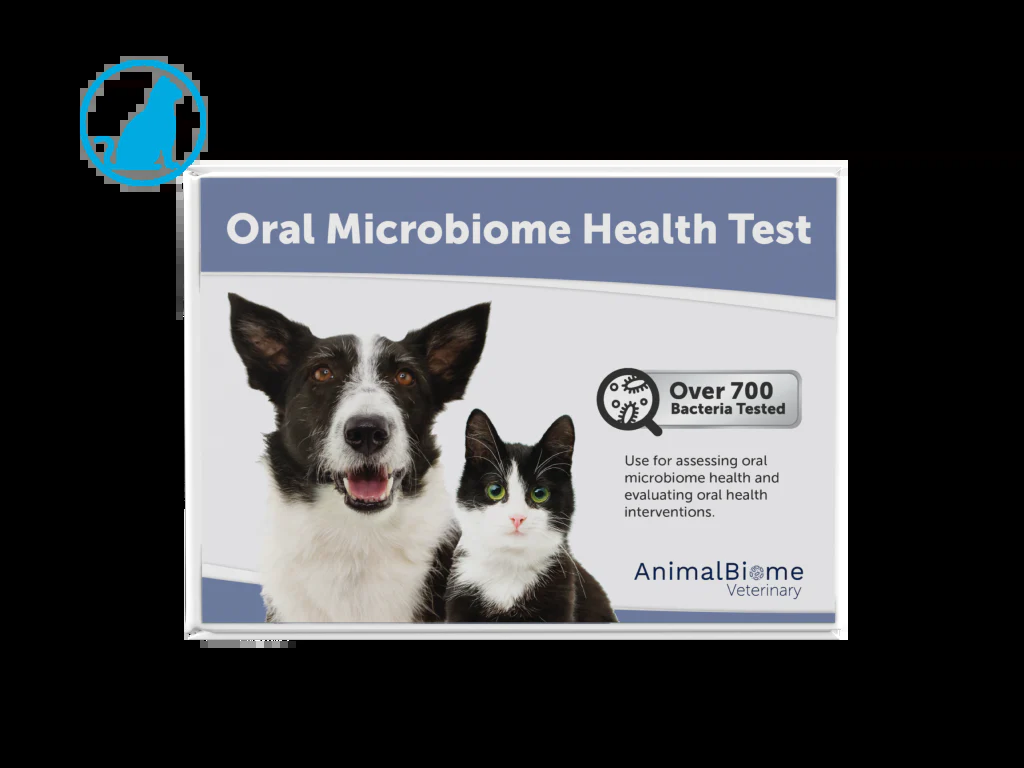 Oral Microbiome Health Test
Over 700
Bacteria Tested
Use for assessing oral
microbiome health and
evaluating oral health
interventions.
AnimalBiome
Veterinary